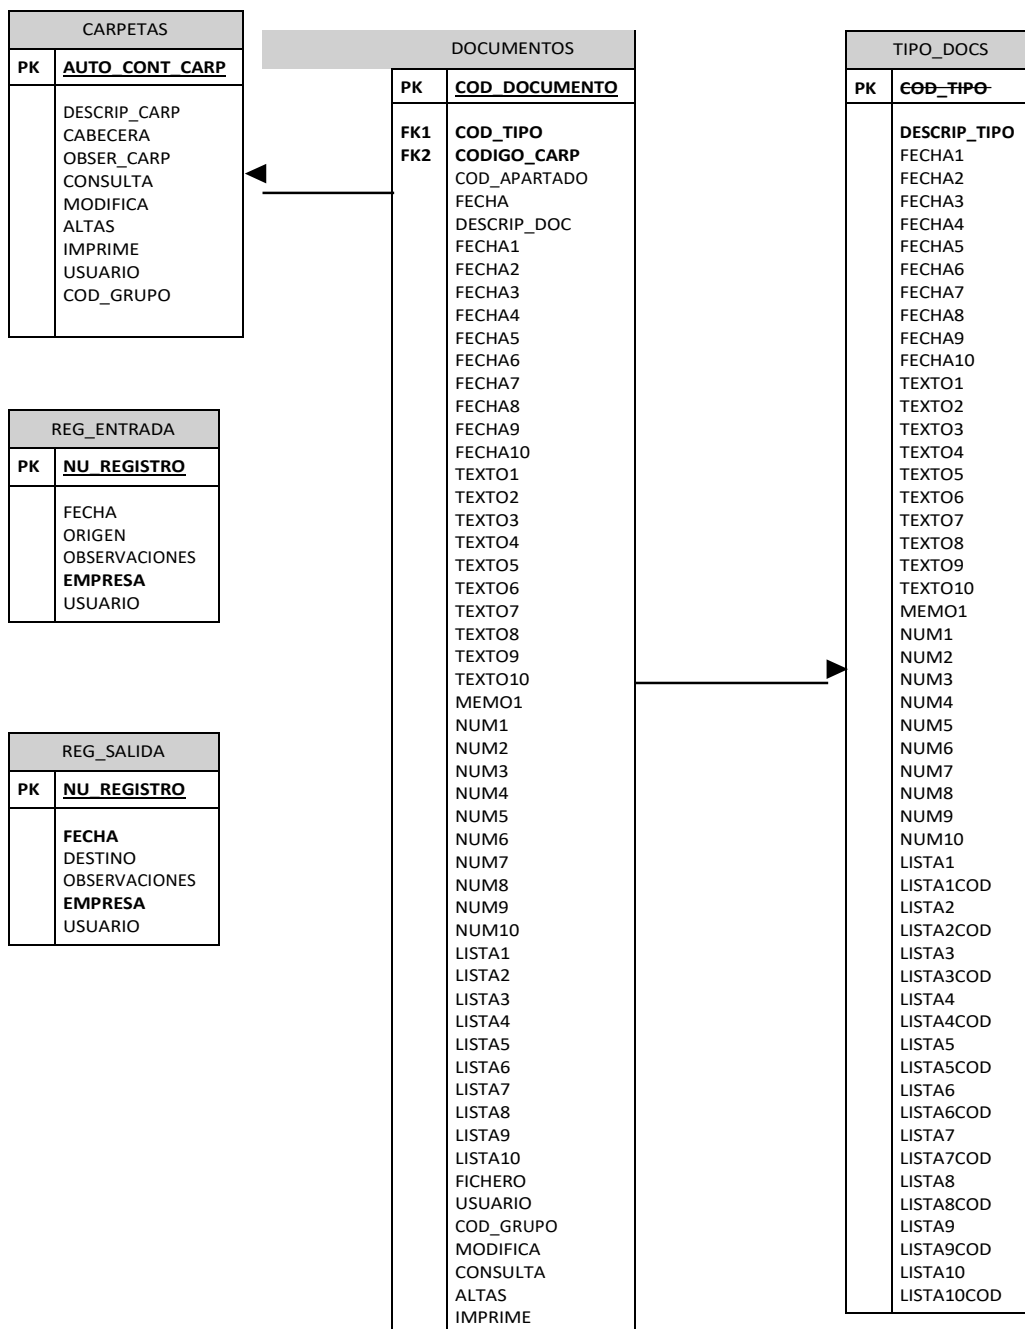 CARPETAS
PK AUTO_CONT_CARP
DESCRIP_CARP
CABECERA
OBSER_CARP
CONSULTA
MODIFICA
ALTAS
IMPRIME
USUARIO
COD_GRUPO
REG_ENTRADA
PK NU_REGISTRO
FECHA
ORIGEN
OBSERVACIONES
EMPRESA
USUARIO
REG_SALIDA
PK NU_REGISTRO
FECHA
DESTINO
OBSERVACIONES
EMPRESA
USUARIO
DOCUMENTOS
PK COD_DOCUMENTO
FK1 COD_TIPO
FK2 CODIGO_CARP
COD_APARTADO
FECHA
DESCRIP_DOC
FECHA1
FECHA2
FECHA3
FECHA4
FECHA5
FECHA6
FECHA7
FECHA8
FECHA9
FECHA10
TEXTO1
TEXTO2
TEXTO3
TEXTO4
TEXTO5
TEXTO6
TEXTO7
TEXTO8
TEXTO9
TEXTO10
MEMO1
NUM1
NUM2
NUM3
NUM4
NUM5
NUM6
NUM7
NUM8
NUM9
NUM10
LISTA1
LISTA2
LISTA3
LISTA4
LISTA5
LISTA6
LISTA7
LISTA8
LISTA9
LISTA10
FICHERO
USUARIO
COD_GRUPO
MODIFICA
CONSULTA
ALTAS
IMPRIME
TIPO_DOCS
PK COD_TIPO
DESCRIP_TIPO
FECHA1
FECHA2
FECHA3
FECHA4
FECHA5
FECHA6
FECHA7
FECHA8
FECHA9
FECHA10
TEXTO1
TEXTO2
TEXTO3
TEXTO4
TEXTO5
TEXTO6
TEXTO7
TEXTO8
TEXTO9
TEXTO10
MEMO1
NUM1
NUM2
NUM3
NUM4
NUM5
NUM6
NUM7
NUM8
NUM9
NUM10
LISTA1
LISTA1COD
LISTA2
LISTA2COD
LISTA3
LISTA3COD
LISTA4
LISTA4COD
LISTA5
LISTA5COD
LISTA6
LISTA6COD
LISTA7
LISTA7COD
LISTA8
LISTA8COD
LISTA9
LISTA9COD
LISTA10
LISTA10COD